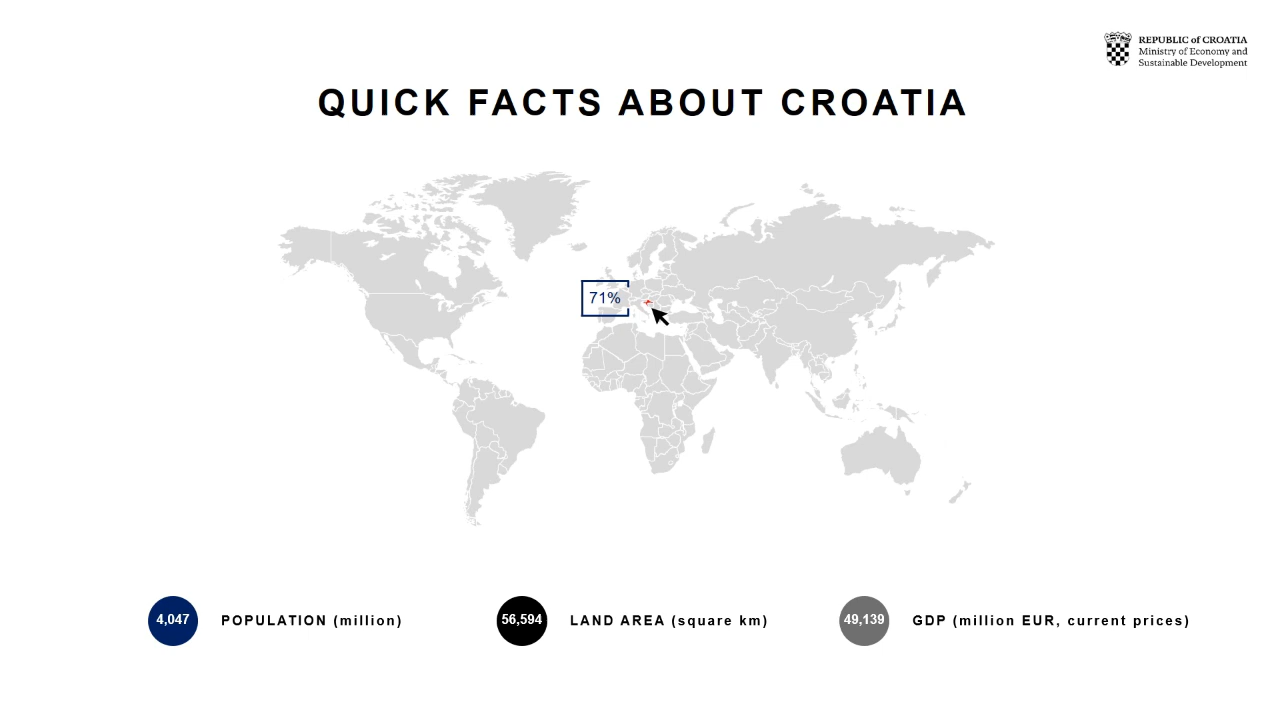 REPUBLIC of CROATIA
Ministry of Economy and
Sustainable Development
QUICK FACTS ABOUT CROATIA
71%
4,047 POPULATION (million)
56,594 LAND AREA (square km)
49,139 GDP (million EUR, current prices)